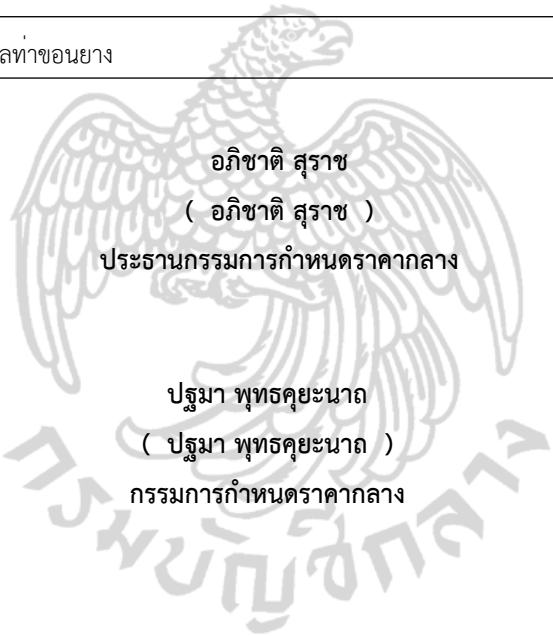 ลท่าขอนยาง
อภิชาติ สุราช
( อภิชาติ สุราช )
ประธานกรรมการกำหนดราคากลาง
ปฐมา พุทธคุยะนาถ
( ปฐมา พุทธคุยะนาถ )
กรรมการกำหนดราคากลาง
กรมบัญชีกลาง